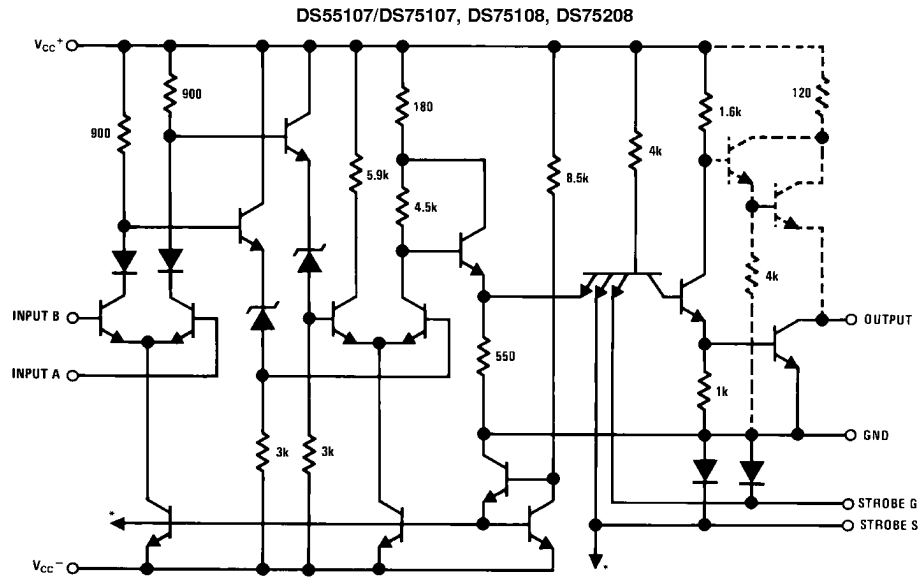 DS55107/DS75107, DS75108, DS75208
VCC+
900
900
180
1.6k
120
5.9k
4k
8.5k
4.5k
4k
INPUT B
OUTPUT
INPUT A
550
1k
GND
3k
3k
STROBE G
*
STROBE S
VCC−
*